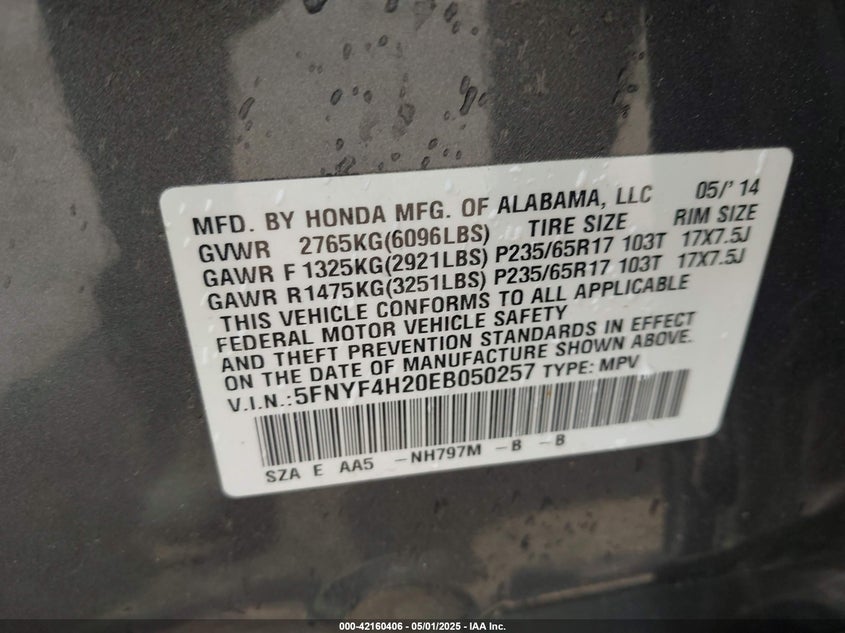 MFD. BY HONDA MFG. OF ALABAMA, LLC 05/'14
GVWR 2765KG(6096LBS) TIRE SIZE RIM SIZE
GAWR F 1325KG(2921LBS) P235/65R17 103T 17X7.5J
GAWR R 1475KG(3251LBS) P235/65R17 103T 17X7.5J
THIS VEHICLE CONFORMS TO ALL APPLICABLE
FEDERAL MOTOR VEHICLE SAFETY
AND THEFT PREVENTION STANDARDS IN EFFECT
ON THE DATE OF MANUFACTURE SHOWN ABOVE.
V.I.N.:5FNYF4H20EB050257 TYPE: MPV
SZA E AA5 -NH797M -B -B
000-42160406 - 05/01/2025 - IAA Inc.